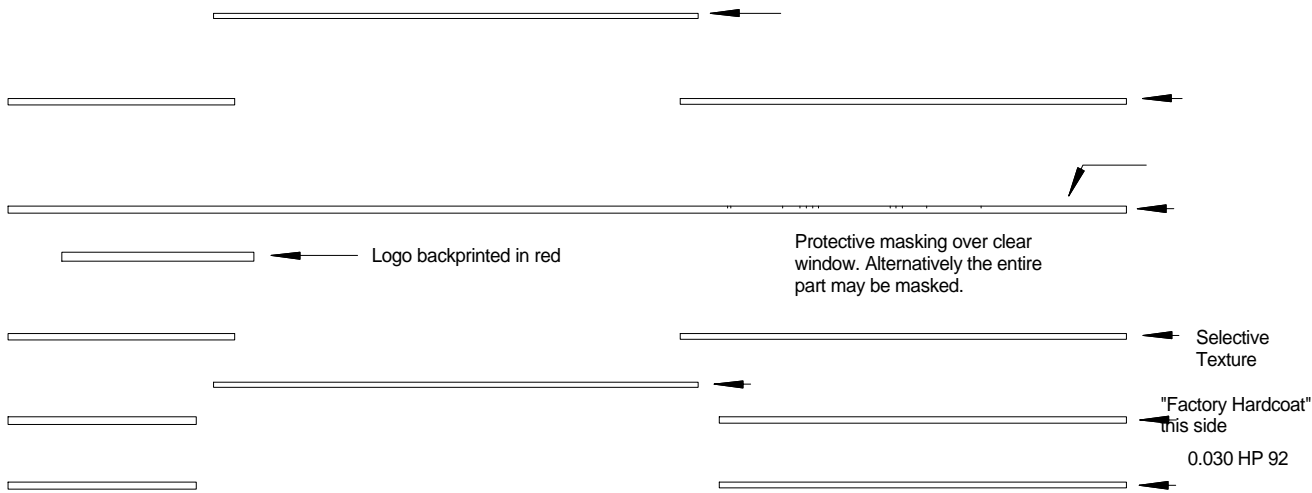 Logo backprinted in red
Protective masking over clear
window. Alternatively the entire
part may be masked.
Selective
Texture
"Factory Hardcoat"
this side
0.030 HP 92